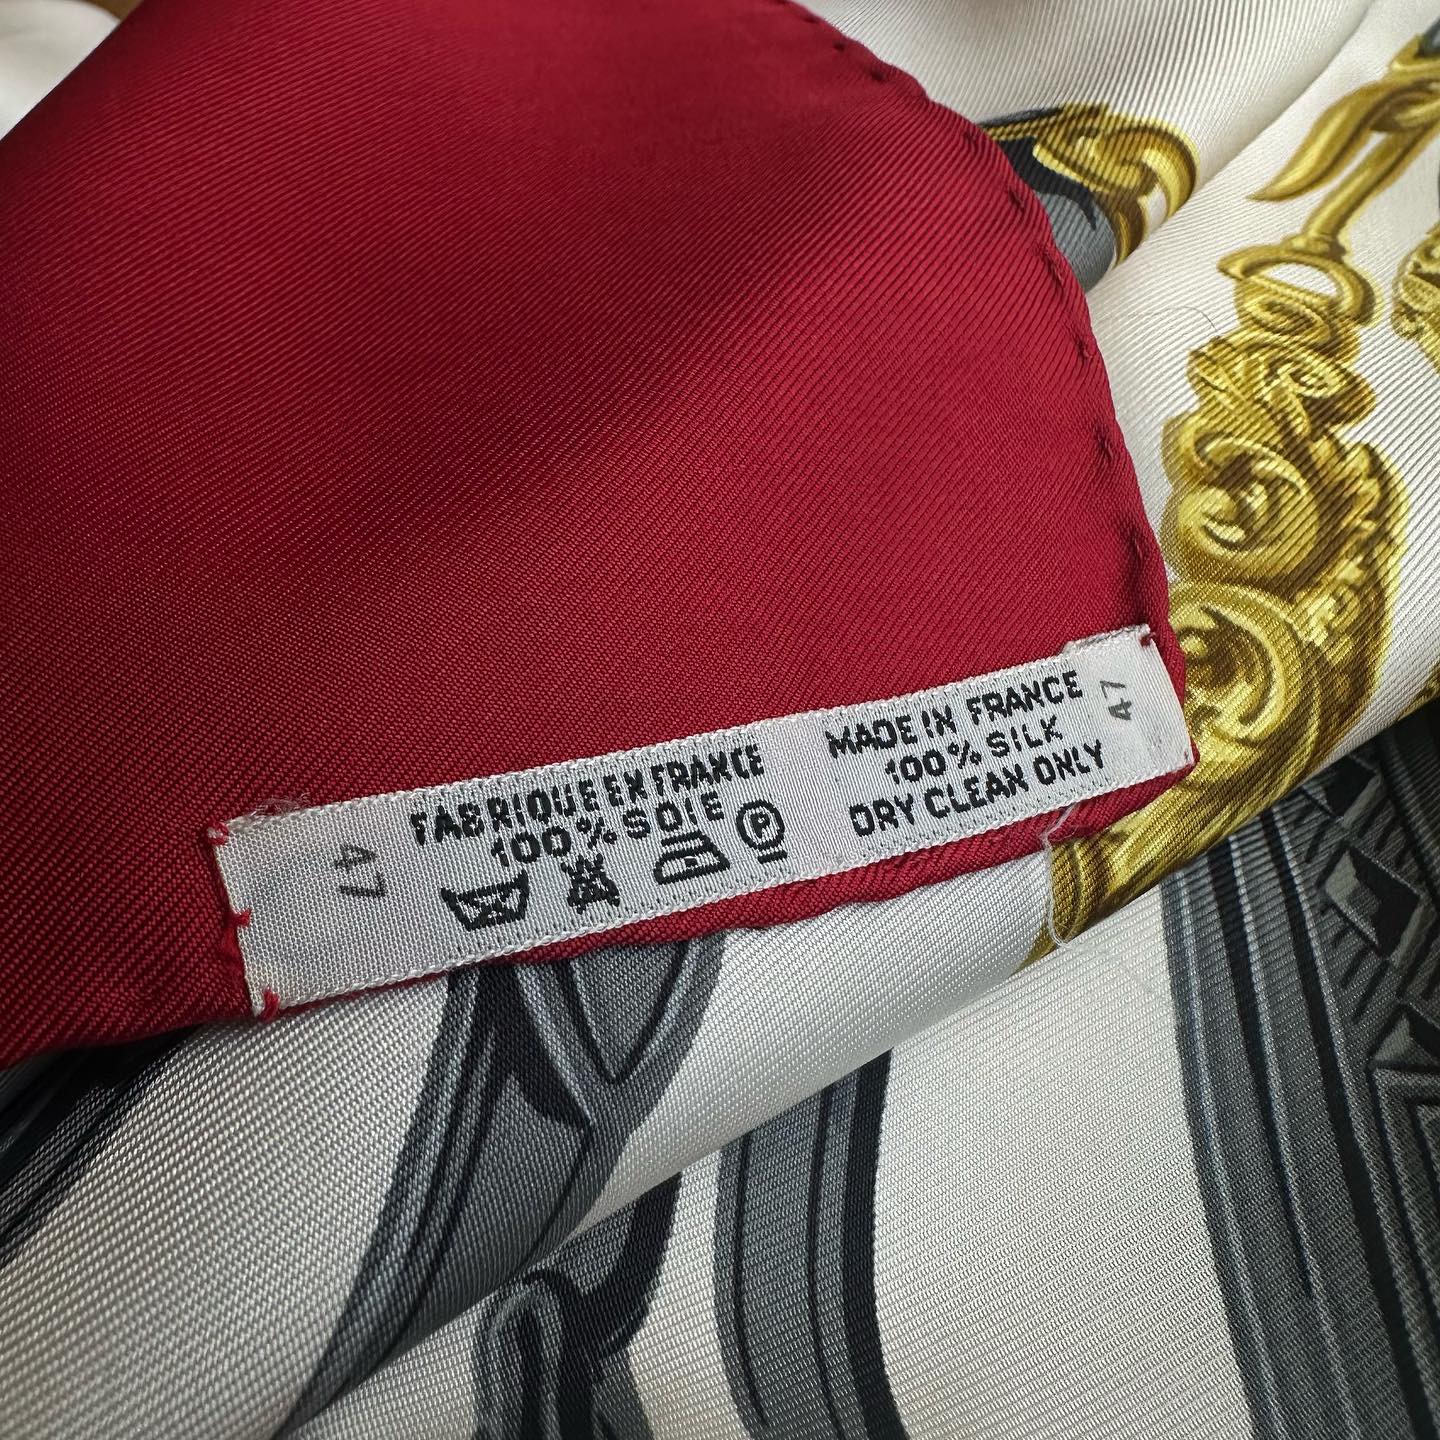 47
FABRIQUE EN FRANCE
100% SOIE
P
MADE IN FRANCE
100% SILK
DRY CLEAN ONLY
47